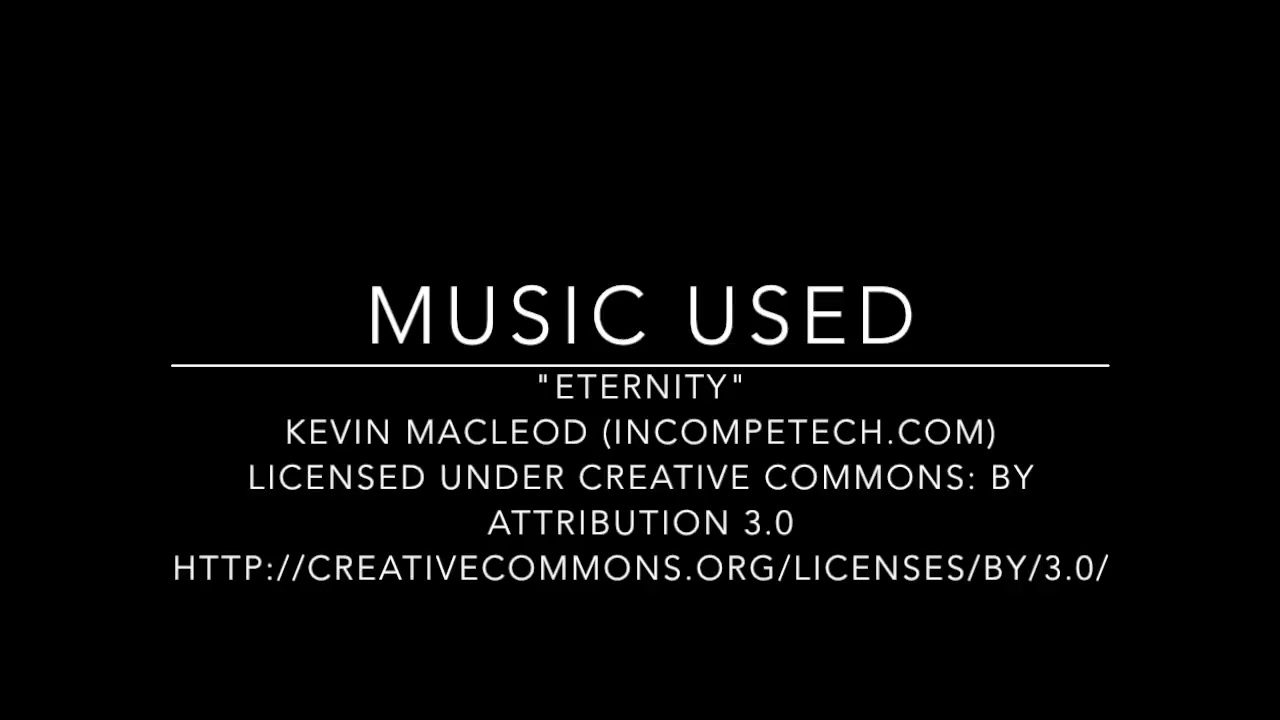 MUSIC USED
"ETERNITY"
KEVIN MACLEOD (INCOMPETECH.COM)
LICENSED UNDER CREATIVE COMMONS: BY
ATTRIBUTION 3.0
HTTP://CREATIVECOMMONS.ORG/LICENSES/BY/3.0/